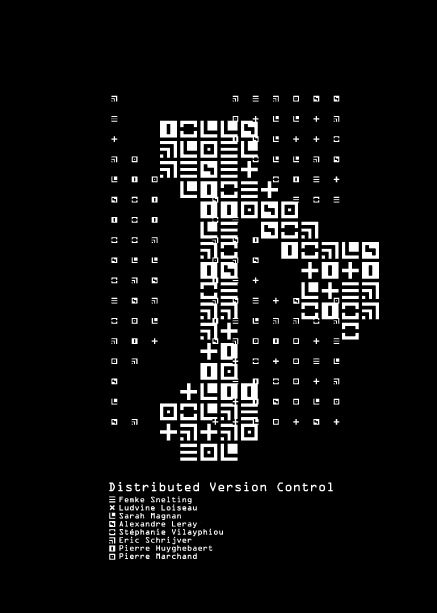 Distributed Version Control
Femke Snelting
Ludvine Loiseau
Sarah Magnan
Alexandre Leray
Stéphanie Vilayphiou
Eric Schrijver
Pierre Huyghebaert
Pierre Marchand